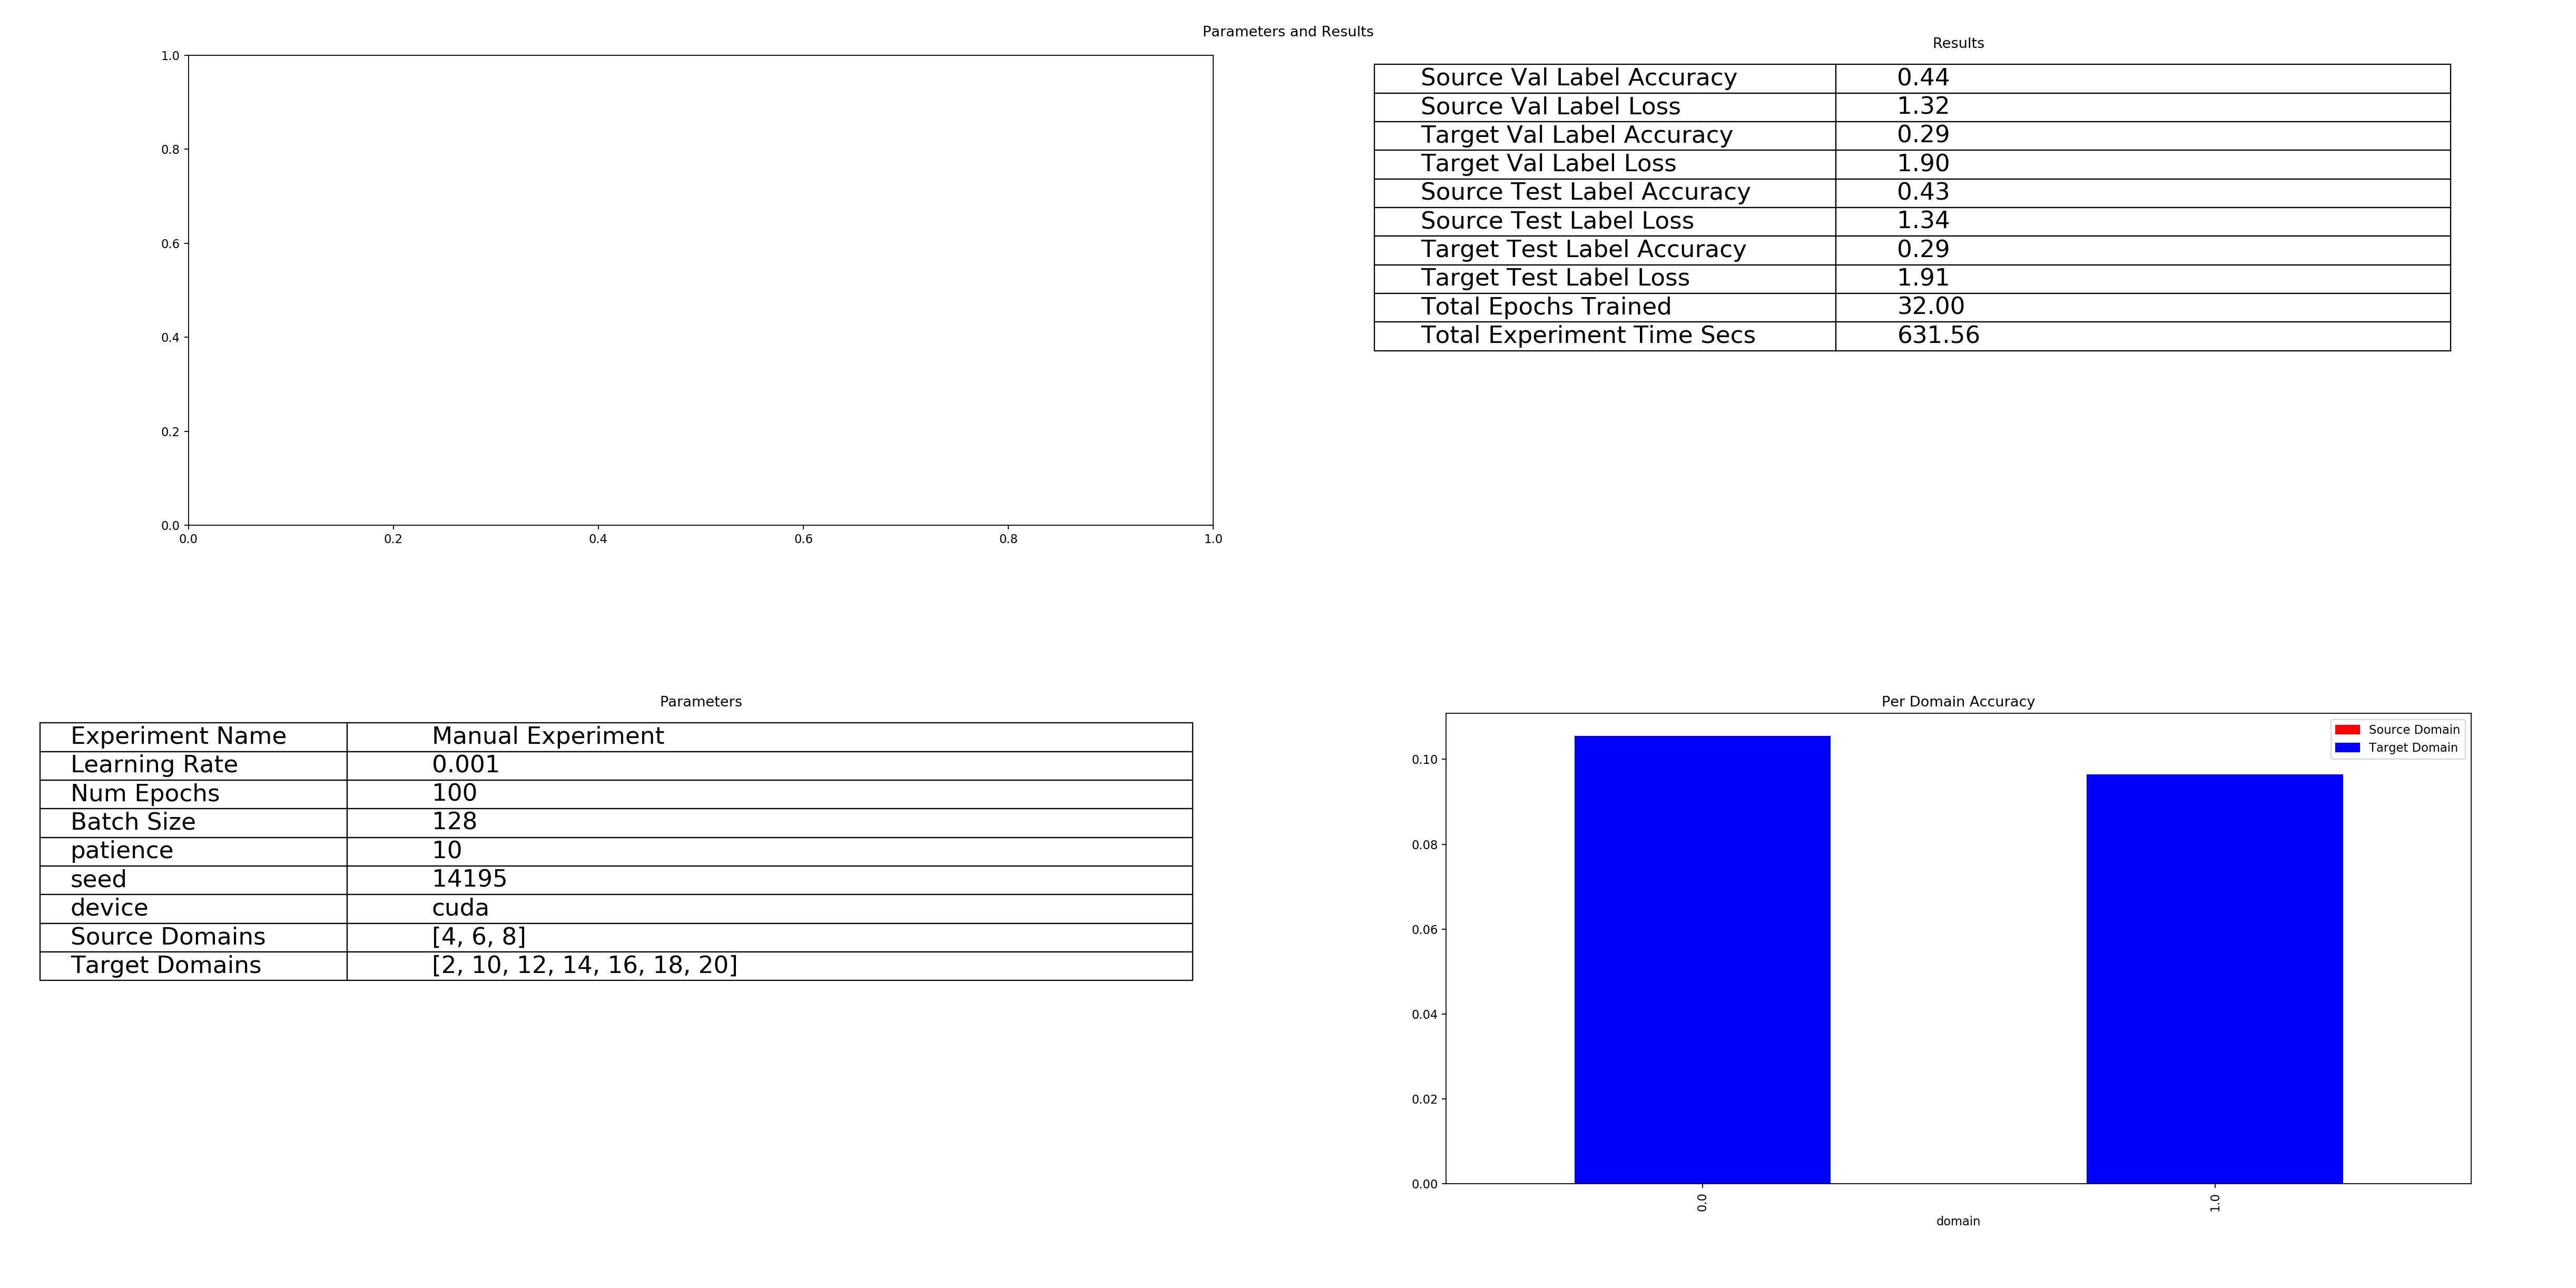 Parameters and Results
1.0
0.8
0.6
0.4
0.2
0.0
0.0 0.2 0.4 0.6 0.8 1.0
Results
Source Val Label Accuracy 0.44
Source Val Label Loss 1.32
Target Val Label Accuracy 0.29
Target Val Label Loss 1.90
Source Test Label Accuracy 0.43
Source Test Label Loss 1.34
Target Test Label Accuracy 0.29
Target Test Label Loss 1.91
Total Epochs Trained 32.00
Total Experiment Time Secs 631.56
Parameters
Experiment Name Manual Experiment
Learning Rate 0.001
Num Epochs 100
Batch Size 128
patience 10
seed 14195
device cuda
Source Domains [4, 6, 8]
Target Domains [2, 10, 12, 14, 16, 18, 20]
Per Domain Accuracy
Source Domain
Target Domain
0.10
0.08
0.06
0.04
0.02
0.00
0.0 1.0
domain